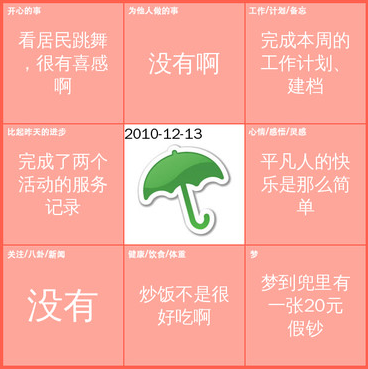 开心的事
看居民跳舞
，很有喜感
啊
为他人做的事
没有啊
工作/计划/备忘
完成本周的
工作计划、
建档
比起昨天的进步
完成了两个
活动的服务
记录
2010-12-13
心情/感悟/灵感
平凡人的快
乐是那么简
单
关注/八卦/新闻
没有
健康/饮食/体重
炒饭不是很
好吃啊
梦
梦到兜里有
一张20元
假钞